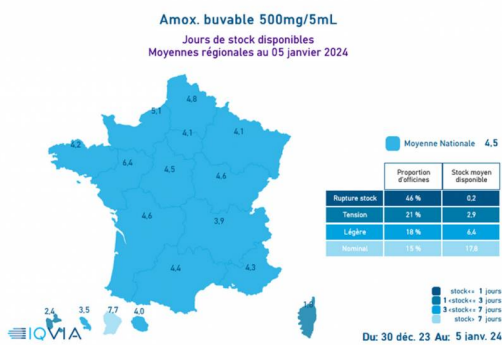 Amox. buvable 500mg/5mL
Jours de stock disponibles
Moyennes régionales au 05 janvier 2024
4,8
5,1
4,1
4,1
4,2
6,4
4,5
4,6
4,6
3,9
4,4
4,3
2,4
3,5
7,7
4,0
Moyenne Nationale 4,5
Proportion d'officines
Stock moyen disponible
Rupture stock 46 % 0,2
Tension 21 % 2,9
Légère 18 % 6,4
Nominal 15 % 17,8
stock<= 1 jours
1 <stock<= 3 jours
3 <stock<= 7 jours
stock> 7 jours
IQVIA
Du: 30 déc. 23 Au: 5 janv. 24